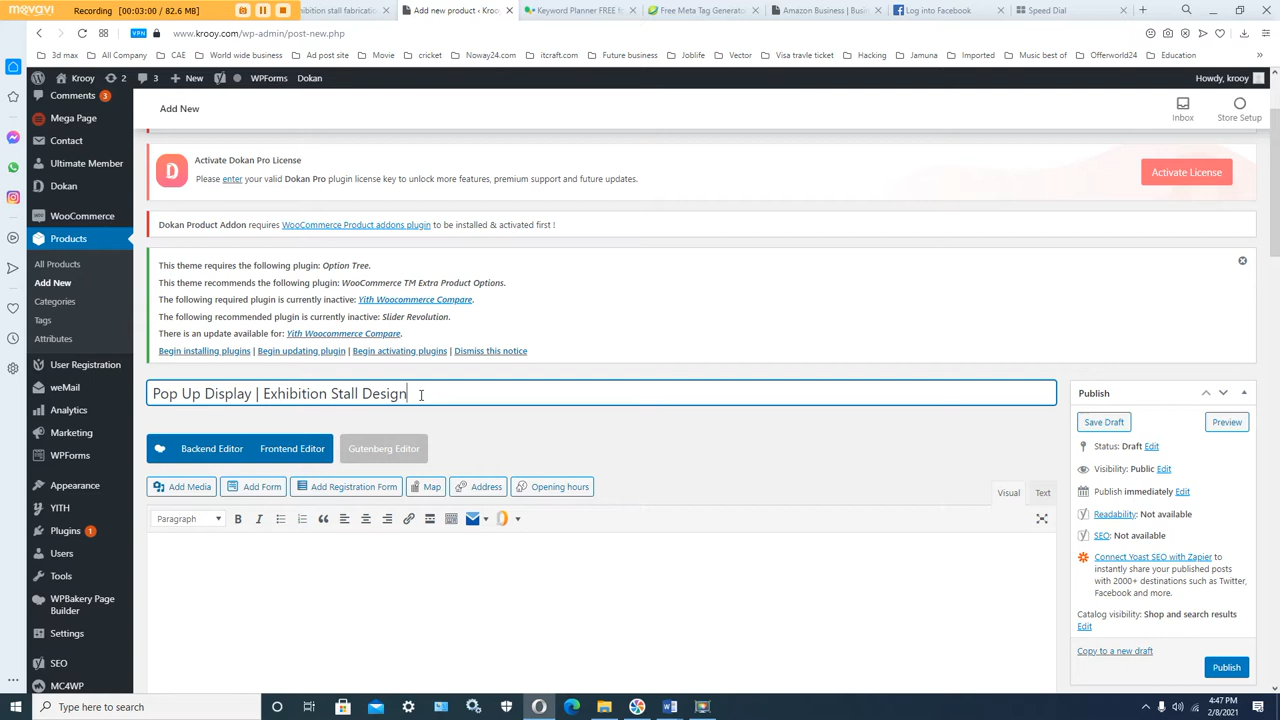 movavi
Recording (00:03:00 / 82.6 MB)
hibition stall fabricatio
Add new product ‹ Kroo
Keyword Planner FREE f
Free Meta Tag Generato
Amazon Business | Busi
Log into Facebook
Speed Dial
VPN
www.krooy.com/wp-admin/post-new.php
3d max
All Company
CAE
Ad post site
Movie
cricket
Noway24.com
itcraft.com
Future business
Joblife
Vector
Visa travle ticket
Hacking
Jamuna
Imported
Music best of
Offerworld24
Education
Krooy
2
3
New
WPForms
Dokan
Howdy, krooy
Comments 3
Mega Page
Contact
Ultimate Member
Dokan
WooCommerce
Products
All Products
Add New
Categories
Tags
Attributes
User Registration
weMail
Analytics
Marketing
WPForms
Appearance
YITH
Plugins 1
Users
Tools
WPBakery Page
Builder
Settings
SEO
MC4WP
Add New
Inbox
Store Setup
Activate Dokan Pro License
Please enter your valid Dokan Pro plugin license key to unlock more features, premium support and future updates.
Activate License
Dokan Product Addon requires WooCommerce Product addons plugin to be installed & activated first !
This theme requires the following plugin: Option Tree.
This theme recommends the following plugin: WooCommerce TM Extra Product Options.
The following required plugin is currently inactive: Yith Woocommerce Compare.
The following recommended plugin is currently inactive: Slider Revolution.
There is an update available for: Yith Woocommerce Compare.
Begin installing plugins | Begin updating plugin | Begin activating plugins | Dismiss this notice
Pop Up Display | Exhibition Stall Design
Backend Editor
Frontend Editor
Gutenberg Editor
Add Media
Add Form
Add Registration Form
Map
Address
Opening hours
Visual
Text
Paragraph
B
I
Publish
Save Draft
Preview
Status: Draft Edit
Visibility: Public Edit
Publish immediately Edit
Readability: Not available
SEO: Not available
Connect Yoast SEO with Zapier to
instantly share your published posts
with 2000+ destinations such as Twitter,
Facebook and more.
Catalog visibility: Shop and search results
Edit
Copy to a new draft
Publish
Type here to search
4:47 PM
2/8/2021